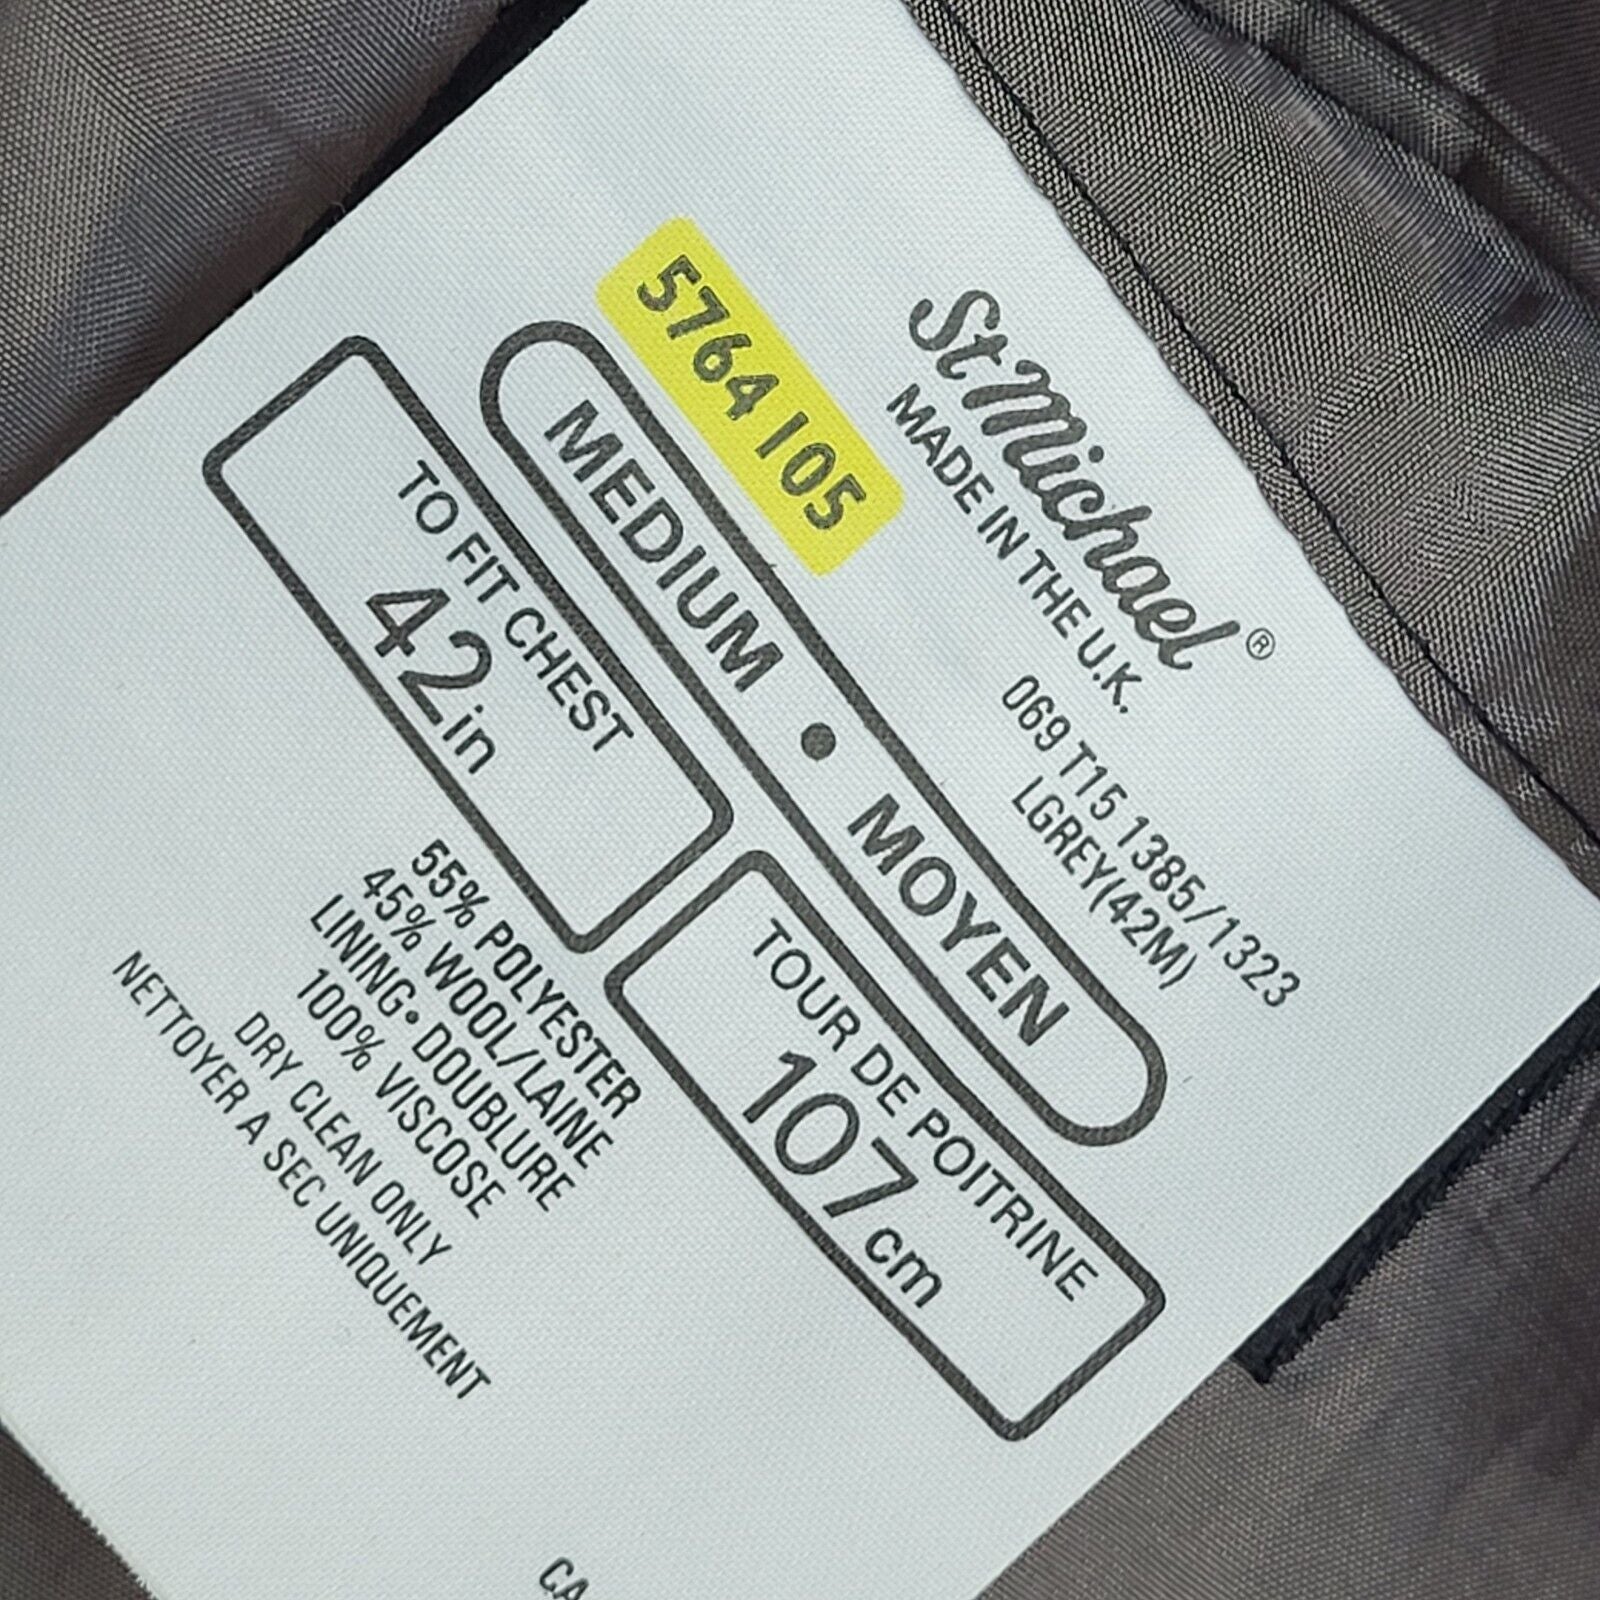 St Michael®
MADE IN THE U.K.
069 T15 1385/1323
LGREY(42M)
5764 105
MEDIUM • MOYEN
TO FIT CHEST
42in
TOUR DE POITRINE
107cm
55% POLYESTER
45% WOOL/LAINE
LINING•DOUBLURE
100% VISCOSE
DRY CLEAN ONLY
NETTOYER A SEC UNIQUEMENT
CA